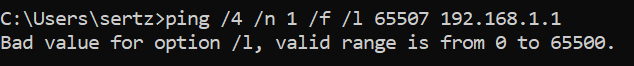 C:\Users\sertz>ping /4 /n 1 /f /l 65507 192.168.1.1
Bad value for option /l, valid range is from 0 to 65500.